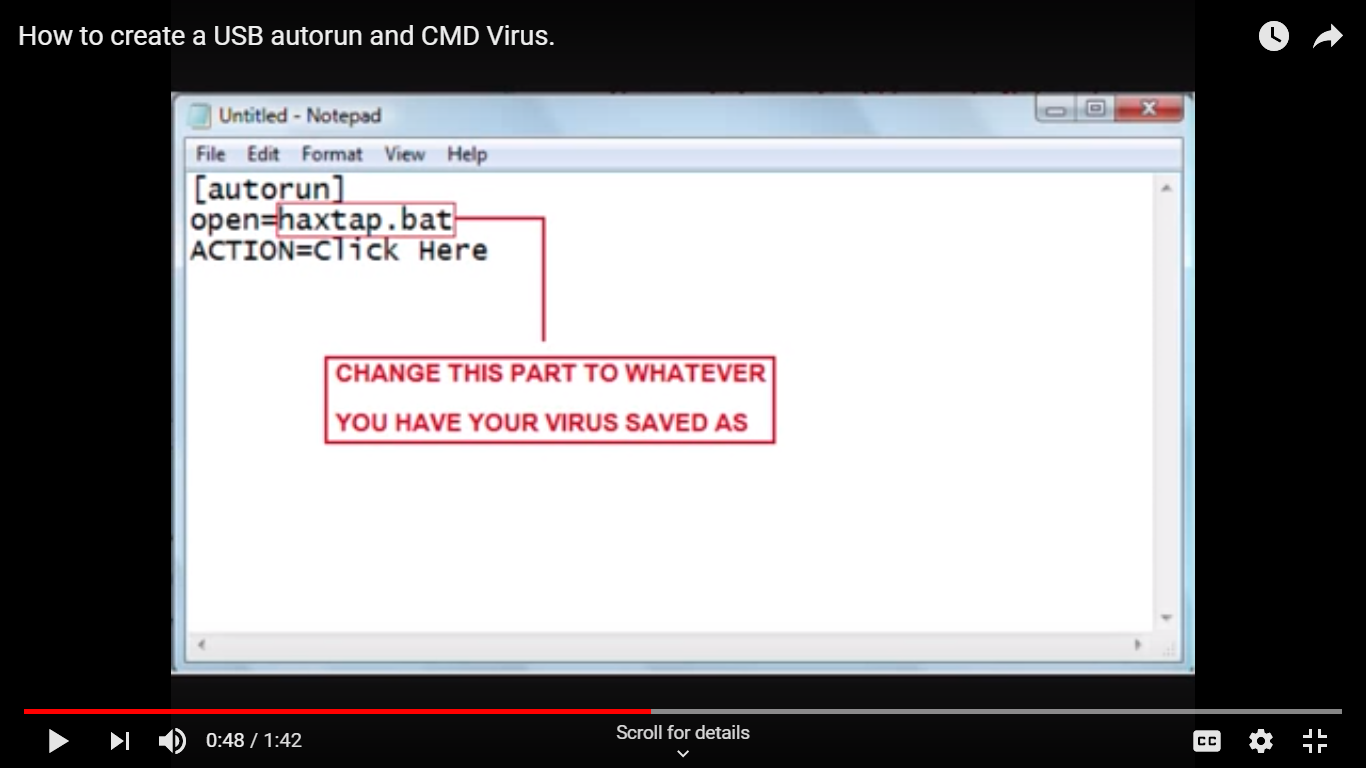 How to create a USB autorun and CMD Virus.
Untitled - Notepad
File Edit Format View Help
[autorun]
open=haxtap.bat
ACTION=Click Here
CHANGE THIS PART TO WHATEVER
YOU HAVE YOUR VIRUS SAVED AS
0:48 / 1:42
Scroll for details
CC